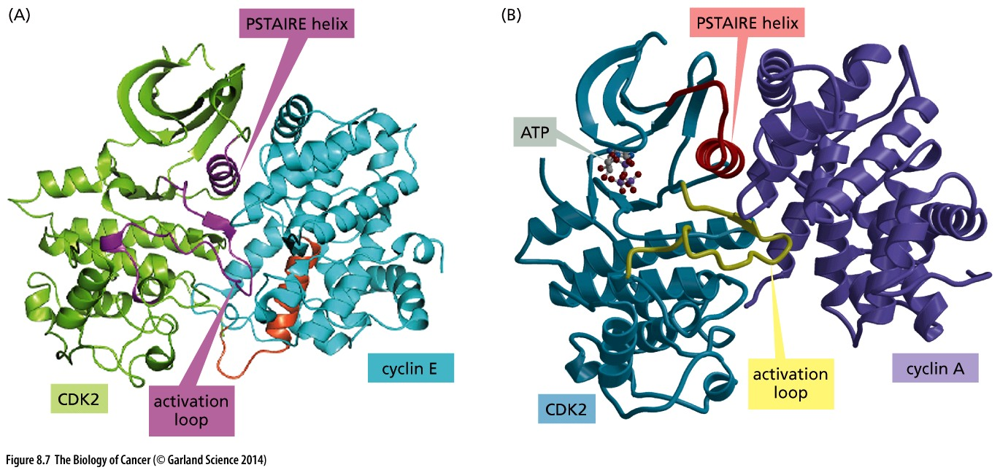 (A)
PSTAIRE helix
CDK2
activation
loop
cyclin E
(B)
PSTAIRE helix
ATP
CDK2
activation
loop
cyclin A
Figure 8.7 The Biology of Cancer (© Garland Science 2014)